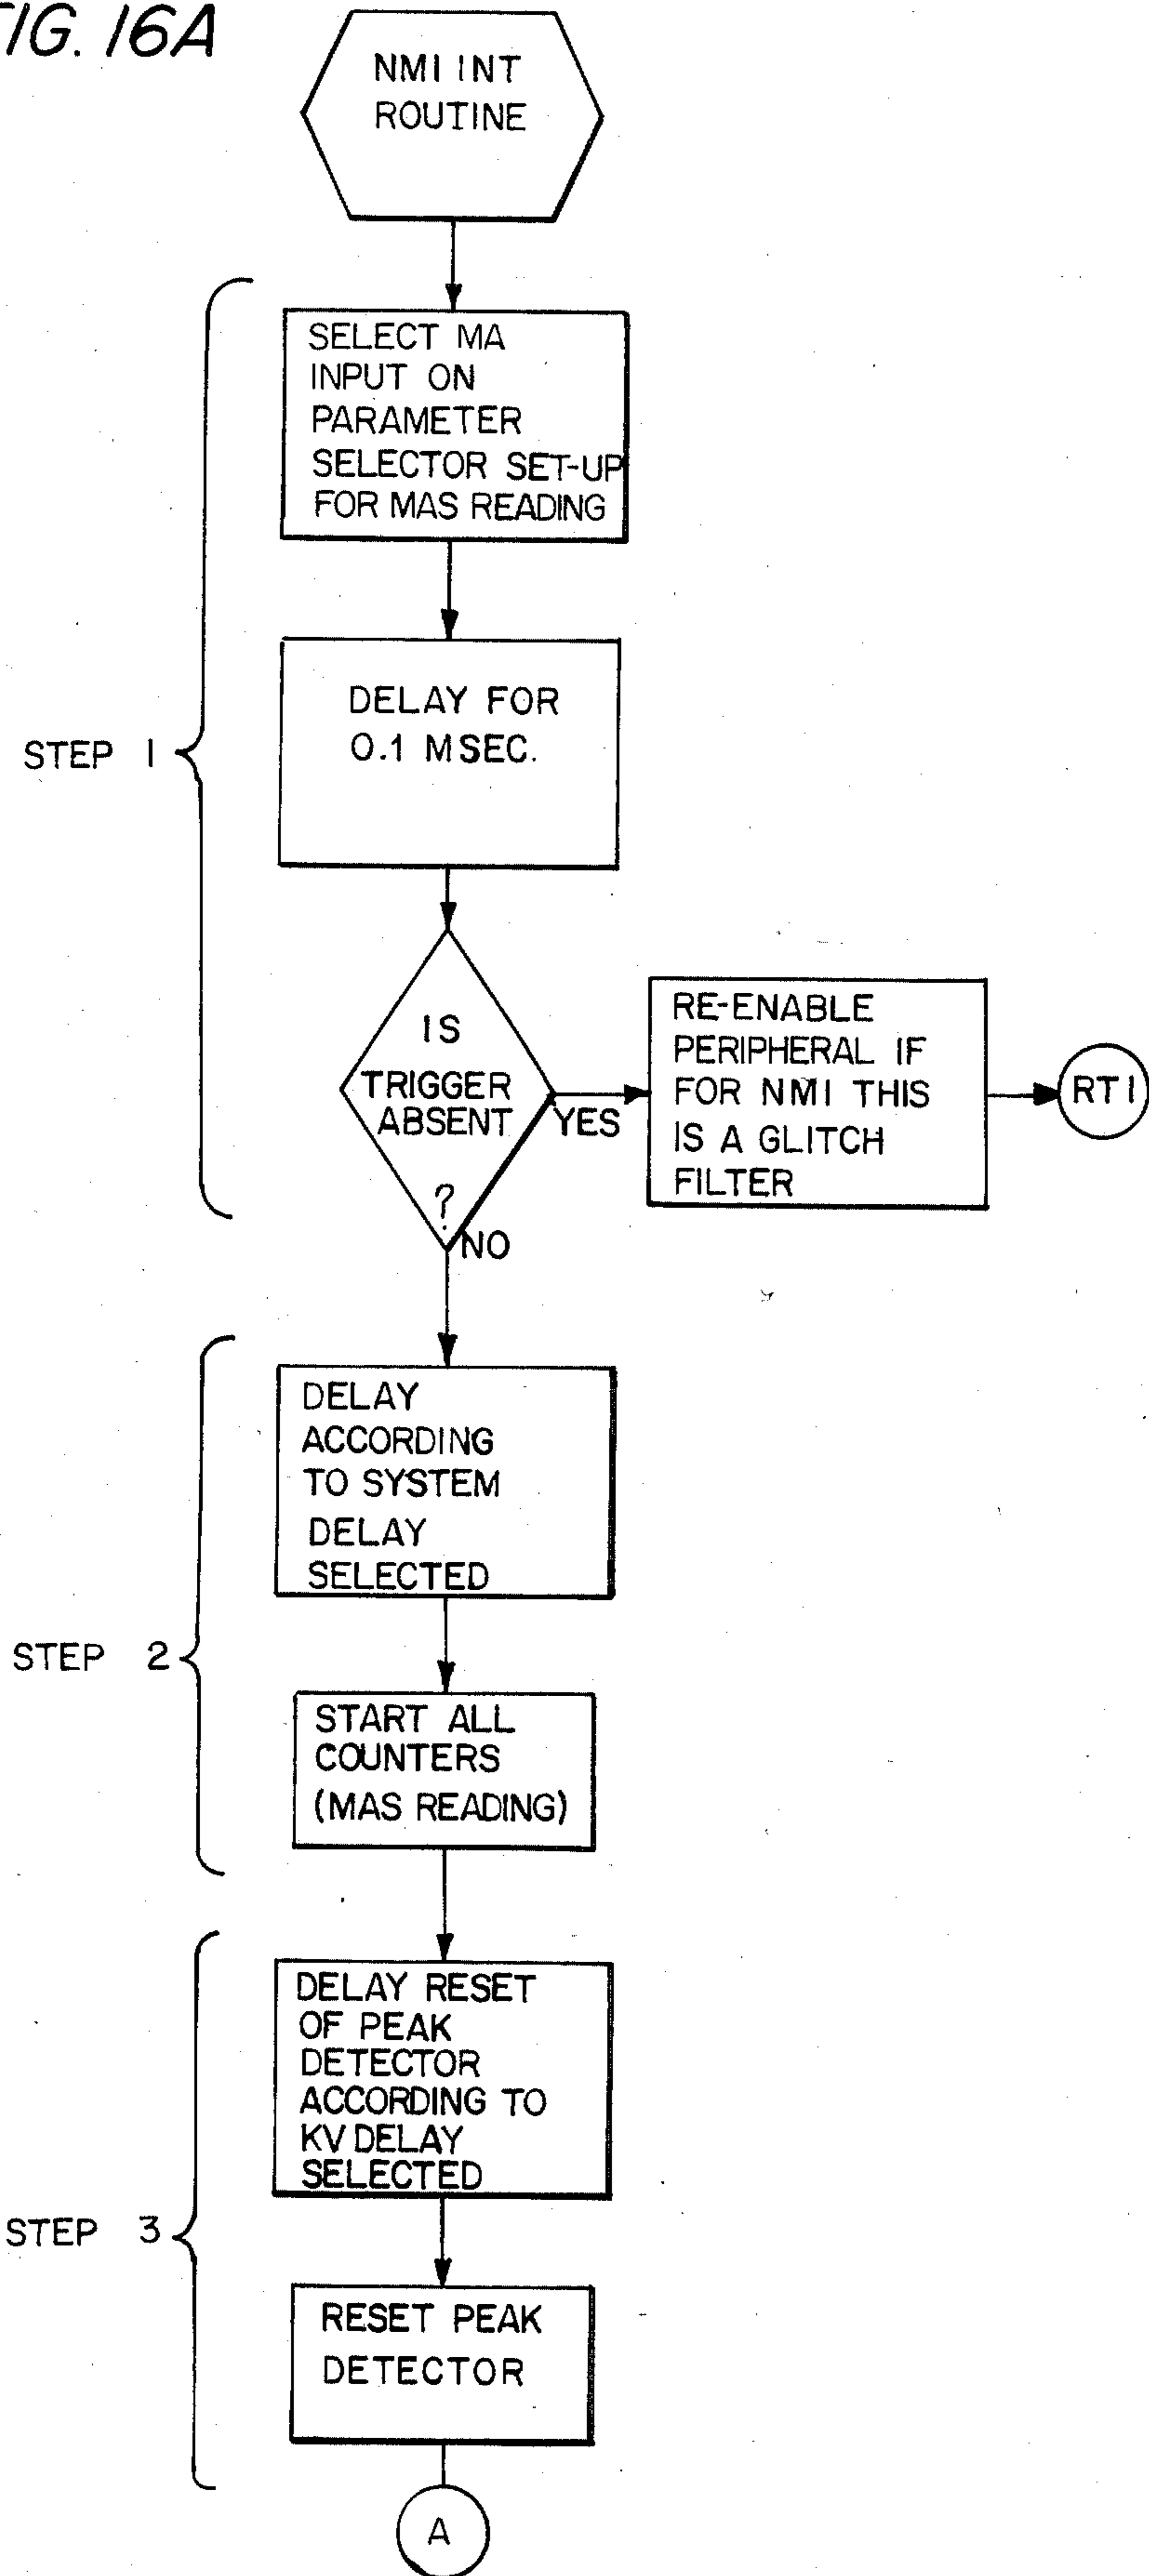 FIG. 16A
NMI INT
ROUTINE
SELECT MA
INPUT ON
PARAMETER
SELECTOR SET-UP
FOR MAS READING
DELAY FOR
0.1 MSEC.
STEP 1
IS
TRIGGER
ABSENT
?
YES
NO
RE-ENABLE
PERIPHERAL IF
FOR NMI THIS
IS A GLITCH
FILTER
RTI
DELAY
ACCORDING
TO SYSTEM
DELAY
SELECTED
STEP 2
START ALL
COUNTERS
(MAS READING)
DELAY RESET
OF PEAK
DETECTOR
ACCORDING TO
KV DELAY
SELECTED
STEP 3
RESET PEAK
DETECTOR
A